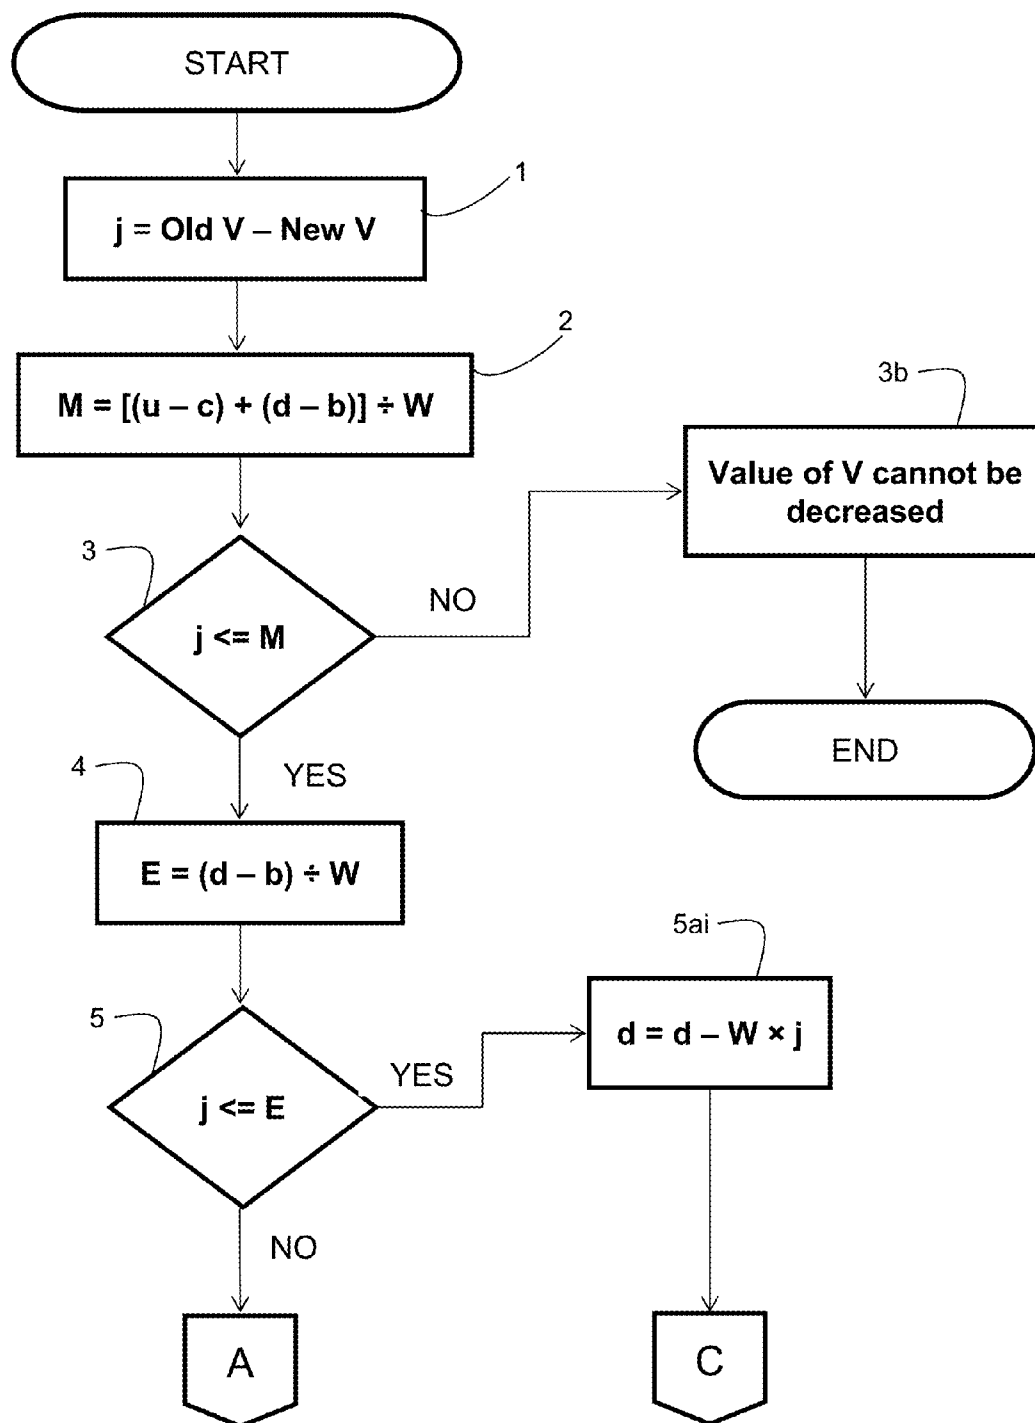 START
1
j = Old V – New V
2
M = [(u – c) + (d – b)] ÷ W
3b
Value of V cannot be
decreased
3
j <= M
NO
YES
END
4
E = (d – b) ÷ W
5ai
d = d – W × j
5
j <= E
YES
NO
A
C